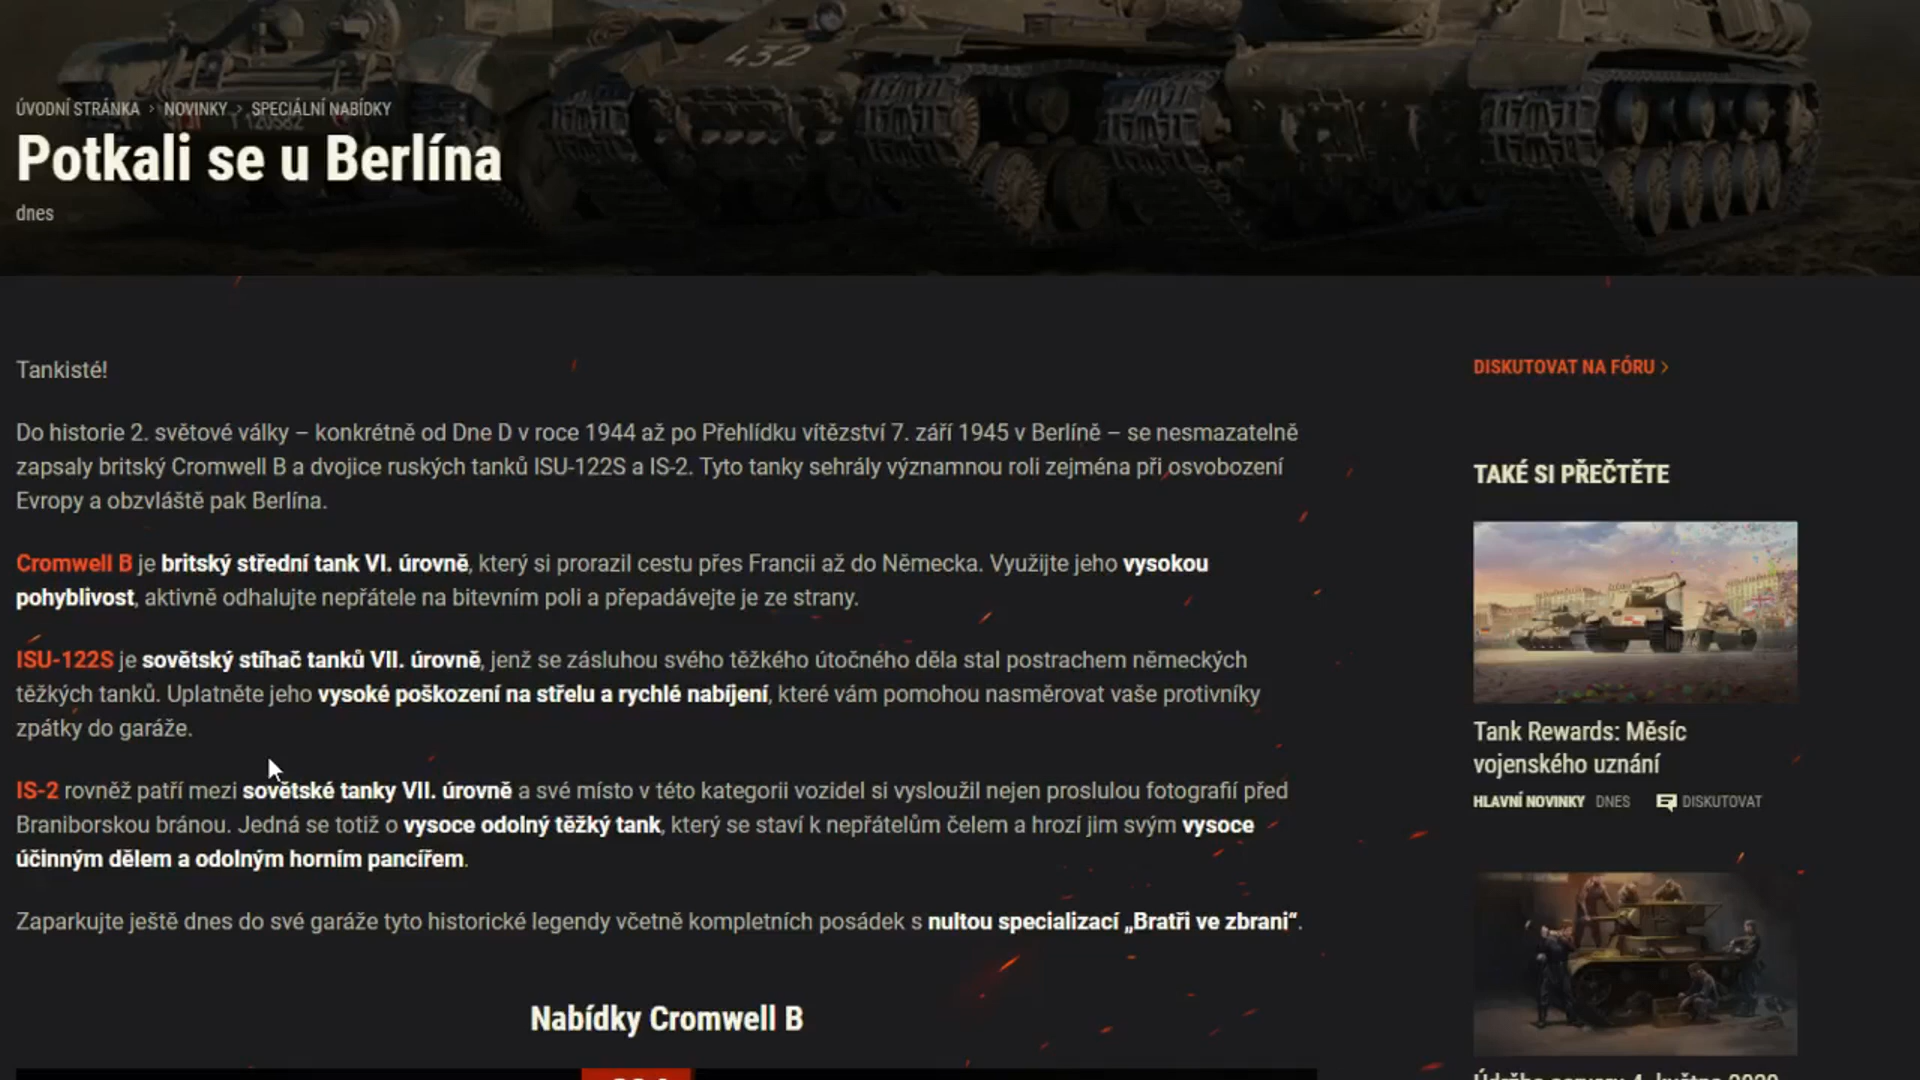 432
ÚVODNÍ STRÁNKA > NOVINKY > SPECIÁLNÍ NABÍDKY
Potkali se u Berlína
dnes
Tankisté!
Do historie 2. světové války – konkrétně od Dne D v roce 1944 až po Přehlídku vítězství 7. září 1945 v Berlíně – se nesmazatelně
zapsaly britský Cromwell B a dvojice ruských tanků ISU-122S a IS-2. Tyto tanky sehrály významnou roli zejména při osvobození
Evropy a obzvláště pak Berlína.
Cromwell B je britský střední tank VI. úrovně, který si prorazil cestu přes Francii až do Německa. Využijte jeho vysokou
pohyblivost, aktivně odhalujte nepřátele na bitevním poli a přepadávejte je ze strany.
ISU-122S je sovětský stíhač tanků VII. úrovně, jenž se zásluhou svého těžkého útočného děla stal postrachem německých
těžkých tanků. Uplatněte jeho vysoké poškození na střelu a rychlé nabíjení, které vám pomohou nasměrovat vaše protivníky
zpátky do garáže.
IS-2 rovněž patří mezi sovětské tanky VII. úrovně a své místo v této kategorii vozidel si vysloužil nejen proslulou fotografií před
Braniborskou bránou. Jedná se totiž o vysoce odolný těžký tank, který se staví k nepřátelům čelem a hrozí jim svým vysoce
účinným dělem a odolným horním pancířem.
Zaparkujte ještě dnes do své garáže tyto historické legendy včetně kompletních posádek s nultou specializací „Bratři ve zbrani“.
Nabídky Cromwell B
DISKUTOVAT NA FÓRU >
TAKÉ SI PŘEČTĚTE
Tank Rewards: Měsíc
vojenského uznání
HLAVNÍ NOVINKY DNES DISKUTOVAT
Údržba serveru 4. května 2020